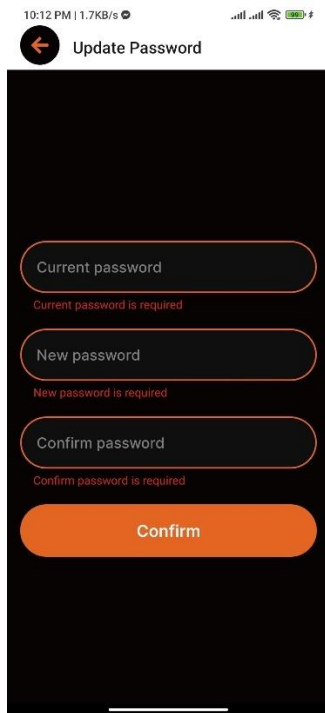 10:12 PM | 1.7KB/s
99
Update Password
Current password
Current password is required
New password
New password is required
Confirm password
Confirm password is required
Confirm